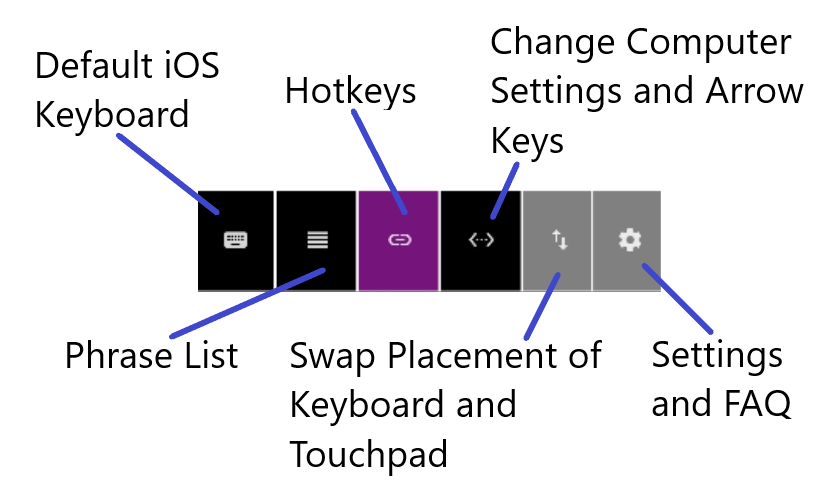 Default iOS
Keyboard
Hotkeys
Change Computer
Settings and Arrow
Keys
Phrase List
Swap Placement of
Keyboard and
Touchpad
Settings
and FAQ